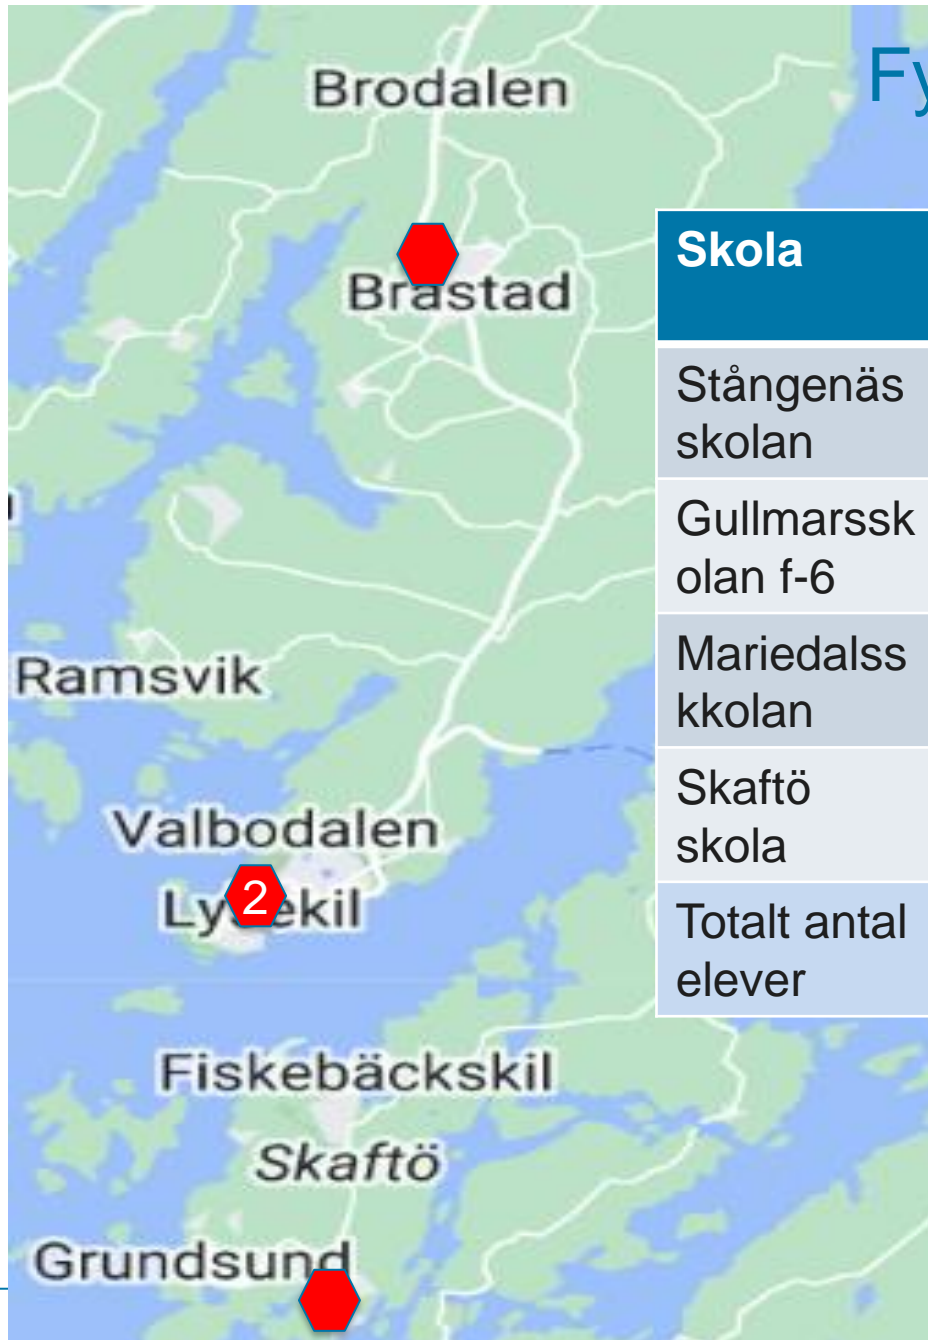 Fy
Brodalen
Brastad
Ramsvik
Valbodalen
Lysekil
2
Fiskebäckskil
Skaftö
Grundsund
Skola
Stångenäs
skolan
Gullmarssk
olan f-6
Mariedalss
kkolan
Skaftö
skola
Totalt antal
elever